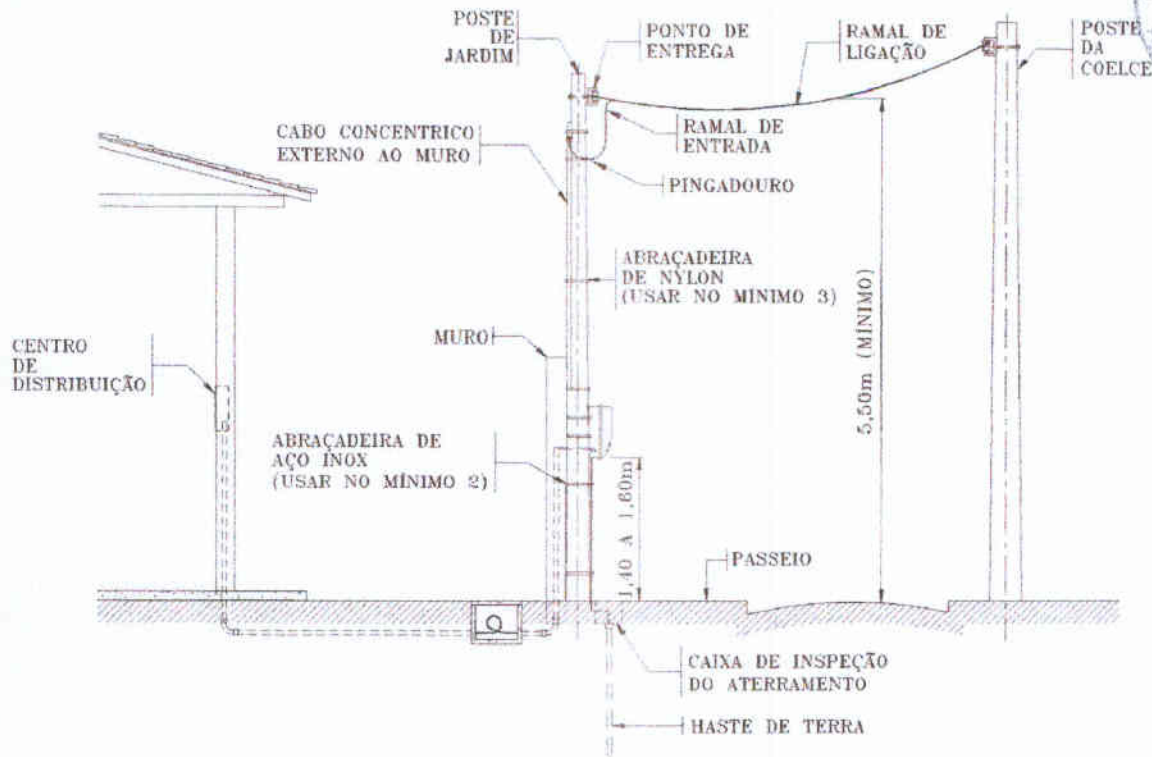 POSTE
DE
JARDIM
PONTO DE
ENTREGA
RAMAL DE
LIGAÇÃO
POSTE
DA
COELCE
CABO CONCENTRICO
EXTERNO AO MURO
RAMAL DE
ENTRADA
PINGADOURO
ABRAÇADEIRA
DE NYLON
(USAR NO MINIMO 3)
MURO
5,50m (MÍNIMO)
CENTRO
DE
DISTRIBUIÇÃO
ABRAÇADEIRA DE
AÇO INOX
(USAR NO MÍNIMO 2)
1,40 A 1,60m
PASSEIO
CAIXA DE INSPEÇÃO
DO ATERRAMENTO
HASTE DE TERRA